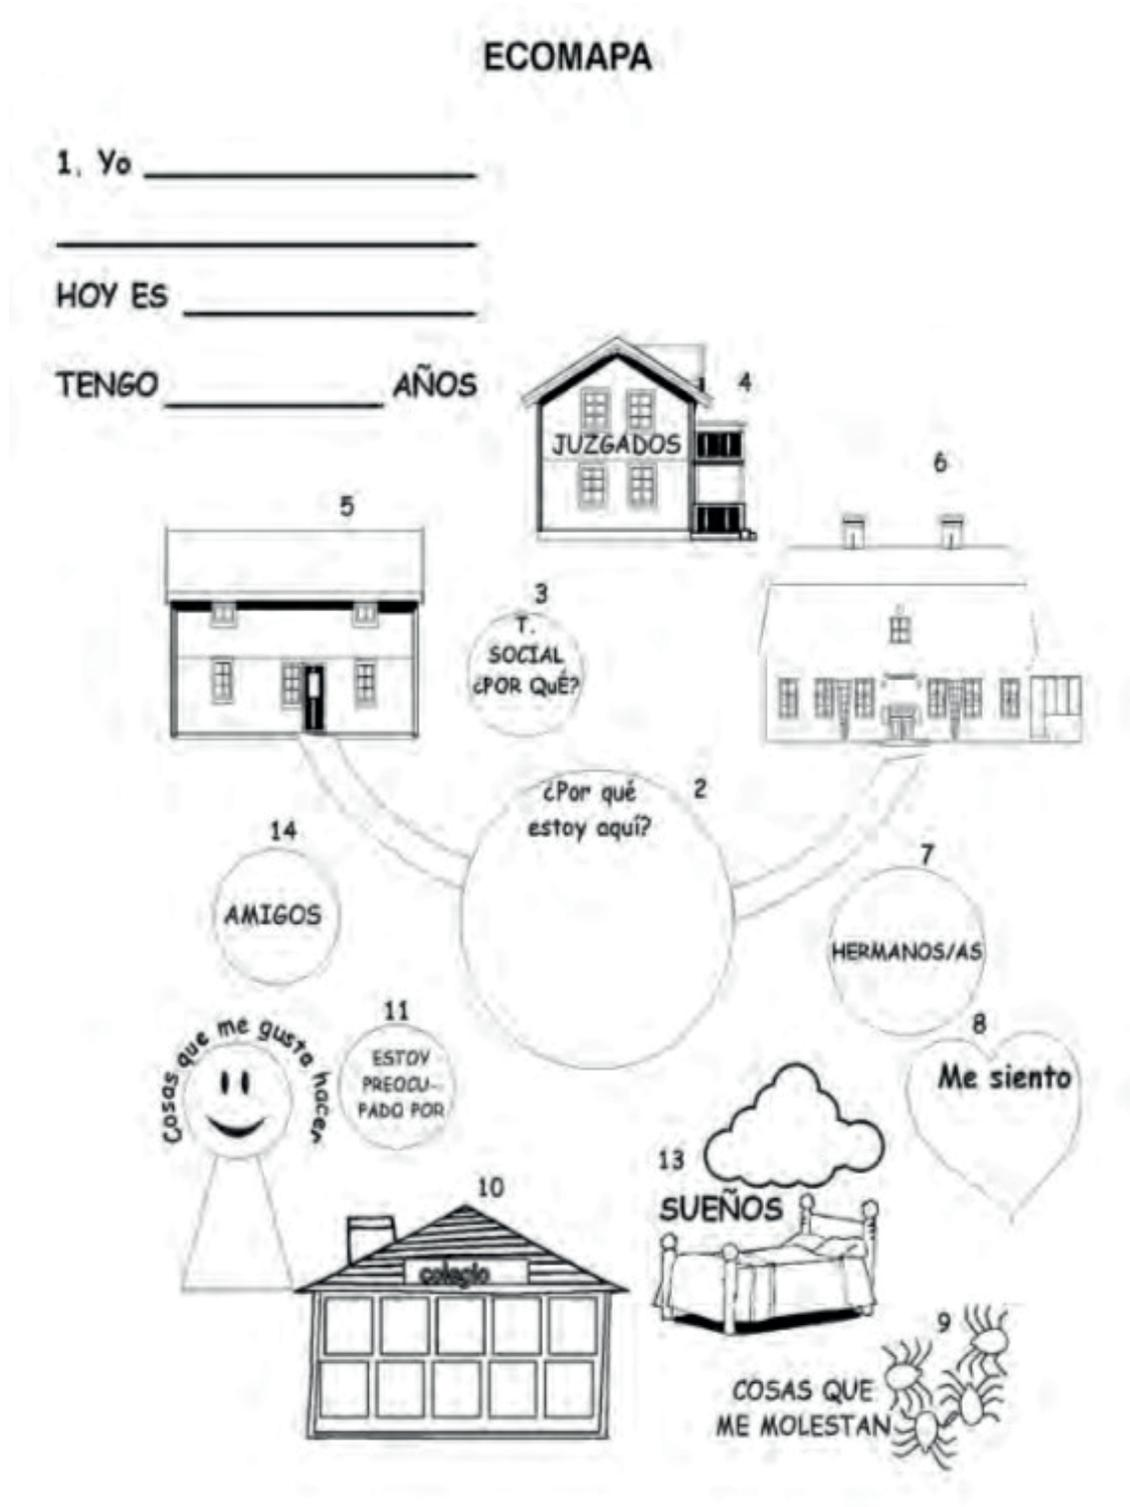 ECOMAPA
1. Yo
HOY ES
TENGO AÑOS
4
JUZGADOS
6
5
3
T.
SOCIAL
¿POR QuÉ?
2
¿Por qué
estoy aquí?
14
AMIGOS
7
HERMANOS/AS
8
Me siento
Cosas que me gusta hacer
11
ESTOY
PREOCU-
PADO POR
13
SUEÑOS
10
colegio
9
COSAS QUE
ME MOLESTAN